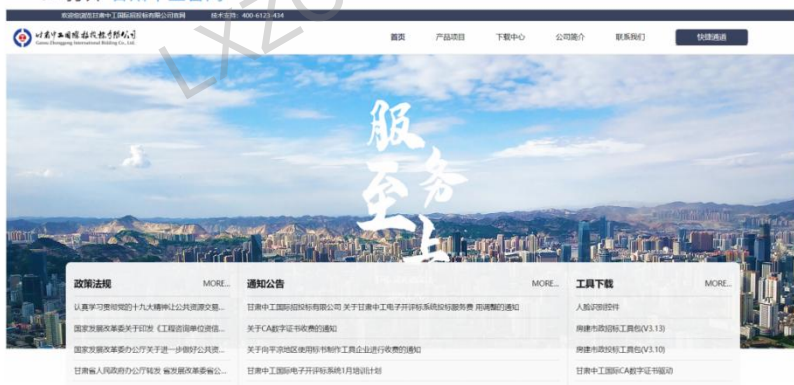 欢迎您浏览甘肃中工国际招投标有限公司官网 技术支持: 400-6123-434
甘肃中工国际招投标有限公司
Gansu Zhonggong International Bidding Co., Ltd.
首页 产品项目 下载中心 公司简介 联系我们 快捷通道
服务至上
政策法规 MORE...
认真学习贯彻党的十九大精神让公共资源交易...
国家发展改革委关于印发《工程咨询单位资信...
国家发展改革委办公厅关于进一步做好公共资...
甘肃省人民政府办公厅转发 省发展改革委省公...
通知公告 MORE...
甘肃中工国际招投标有限公司 关于甘肃中工电子开评标系统投标服务费 用调整的通知
关于CA数字证书收费的通知
关于向平凉地区使用标书制作工具企业进行收费的通知
甘肃中工国际电子开评标系统1月培训计划
工具下载 MORE...
人脸识别控件
房建市政招标工具包(V3.13)
房建市政投标工具包(V3.10)
甘肃中工国际CA数字证书驱动